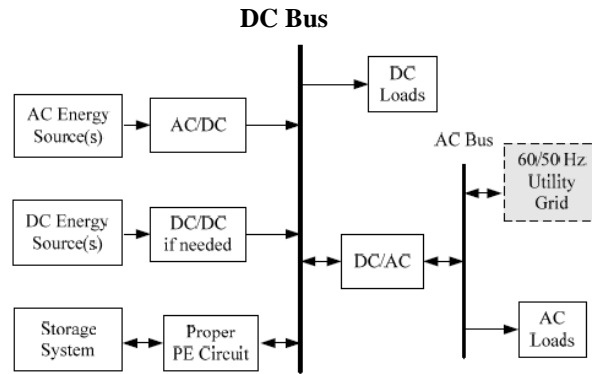 DC Bus
DC
Loads
AC Energy
Source(s)
AC/DC
AC Bus
60/50 Hz
Utility
Grid
DC Energy
Source(s)
DC/DC
if needed
DC/AC
Storage
System
Proper
PE Circuit
AC
Loads